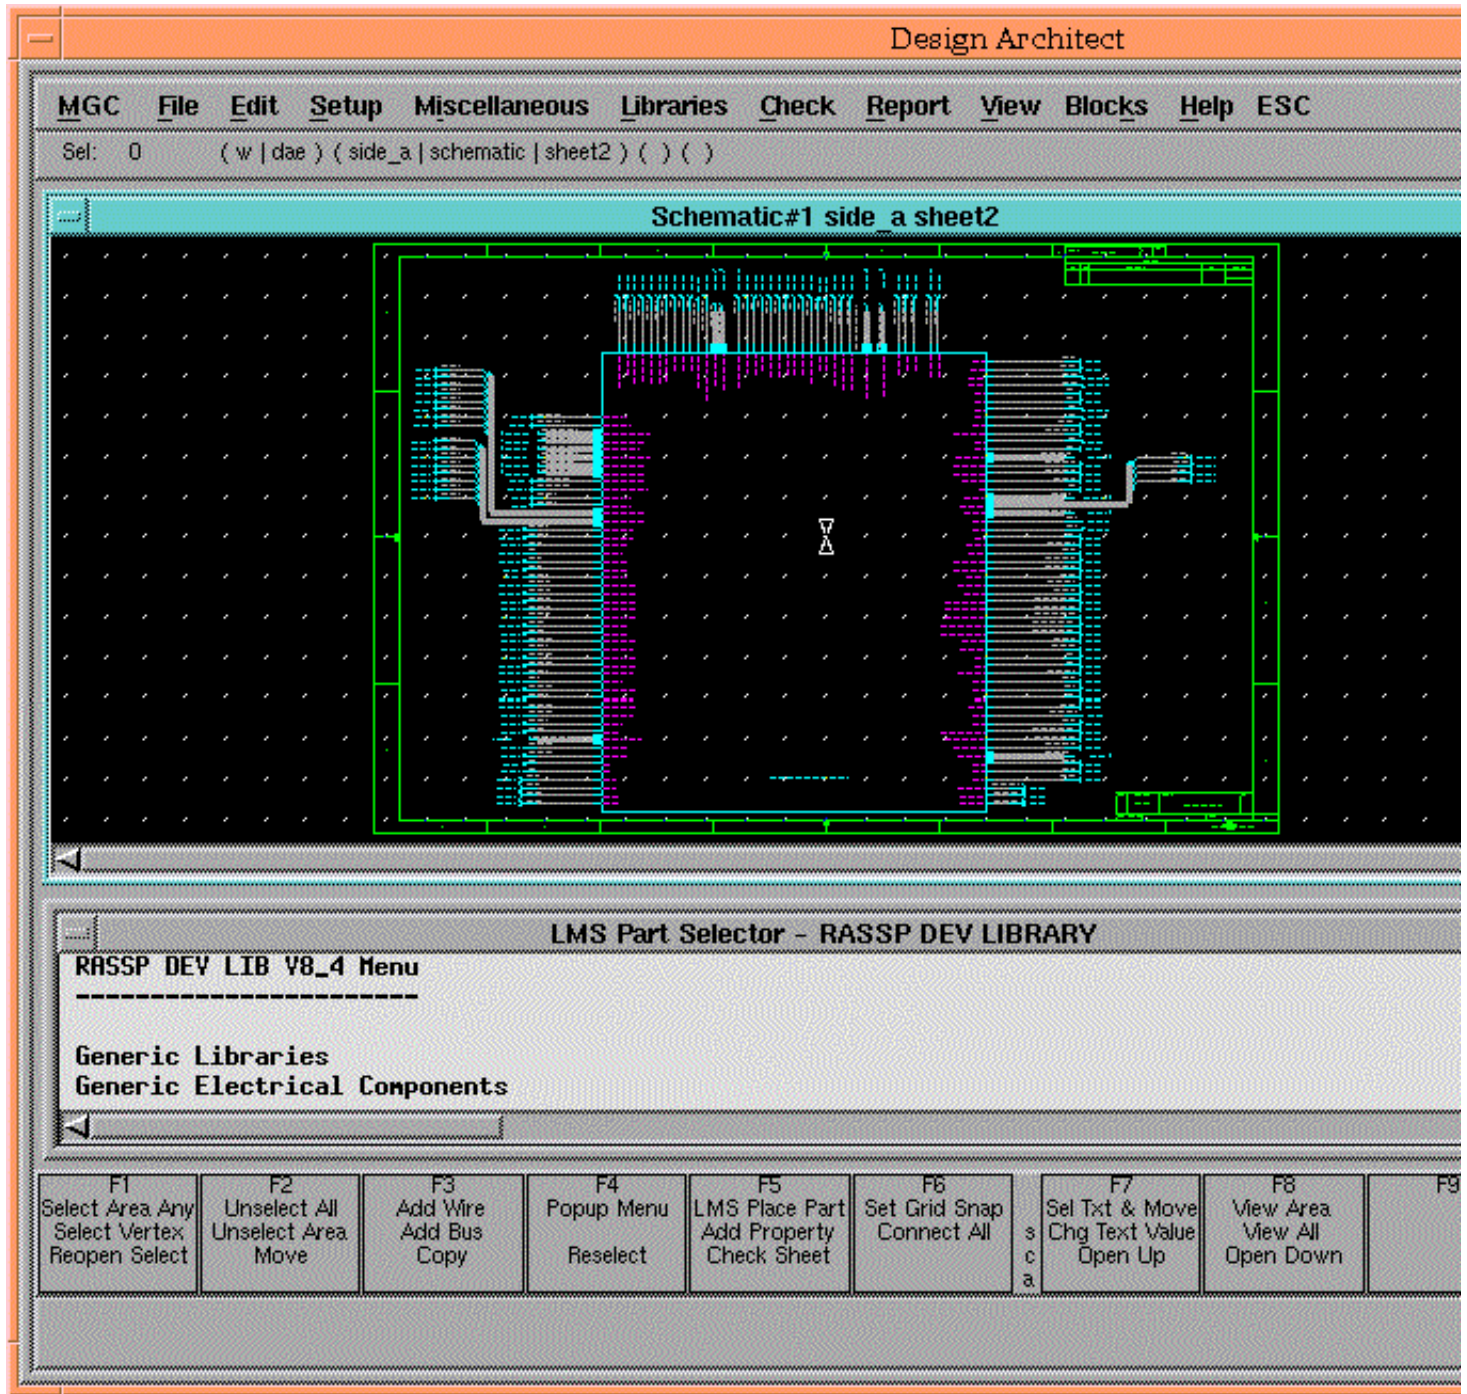 Design Architect
MGC File Edit Setup Miscellaneous Libraries Check Report View Blocks Help ESC
Sel: 0 ( w | dae ) ( side_a | schematic | sheet2 ) ( ) ( )
Schematic#1 side_a sheet2
LMS Part Selector - RASSP DEV LIBRARY
RASSP DEV LIB V8_4 Menu
-----------------------
Generic Libraries
Generic Electrical Components
F1 F2 F3 F4 F5 F6 F7 F8 F9
Select Area Any Unselect All Add Wire Popup Menu LMS Place Part Set Grid Snap Sel Txt & Move View Area
Select Vertex Unselect Area Add Bus Add Property Connect All s Chg Text Value View All
Reopen Select Move Copy Reselect Check Sheet c Open Up Open Down
a